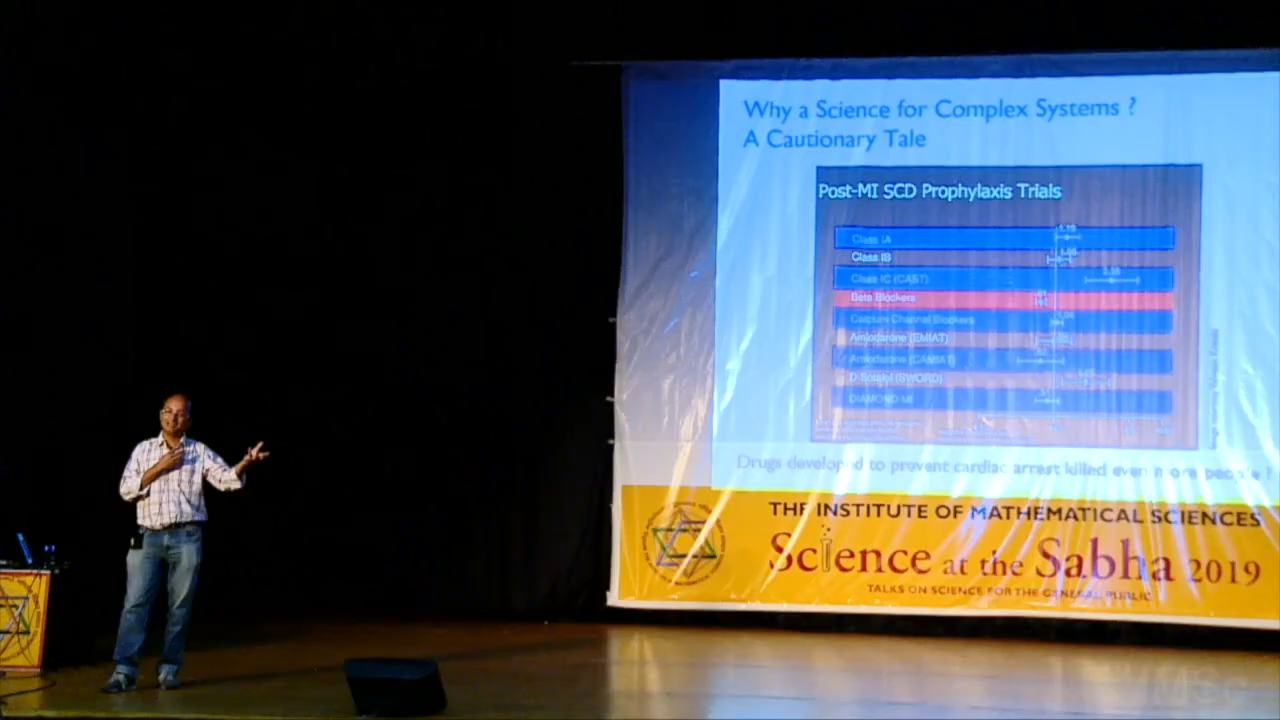 Why a Science for Complex Systems ?
A Cautionary Tale
Post-MI SCD Prophylaxis Trials
Class IA
Class IB
Class IC (CAST)
Beta Blockers
Calcium Channel Blockers
Amiodarone (EMIAT)
Amiodarone (CAMIAT)
D-Sotalol (SWORD)
DIAMOND MI
Drugs developed to prevent cardiac arrest killed even more people !
THE INSTITUTE OF MATHEMATICAL SCIENCES
Science at the Sabha 2019
TALKS ON SCIENCE FOR THE GENERAL PUBLIC